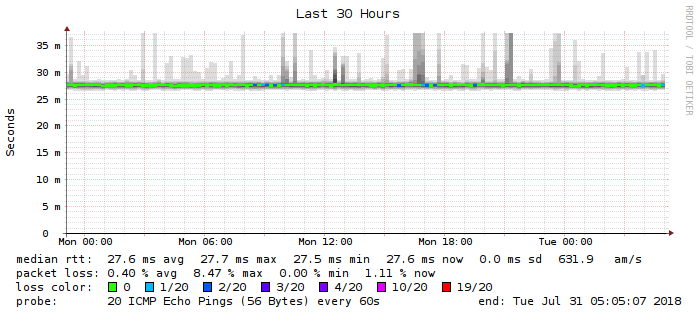 Last 30 Hours
RRDTOOL / TOBI OETIKER
Seconds
35 m
30 m
25 m
20 m
15 m
10 m
5 m
0
Mon 00:00 Mon 06:00 Mon 12:00 Mon 18:00 Tue 00:00
median rtt: 27.6 ms avg 27.7 ms max 27.5 ms min 27.6 ms now 0.0 ms sd 631.9 am/s
packet loss: 0.40 % avg 8.47 % max 0.00 % min 1.11 % now
loss color: 0 1/20 2/20 3/20 4/20 10/20 19/20
probe: 20 ICMP Echo Pings (56 Bytes) every 60s end: Tue Jul 31 05:05:07 2018